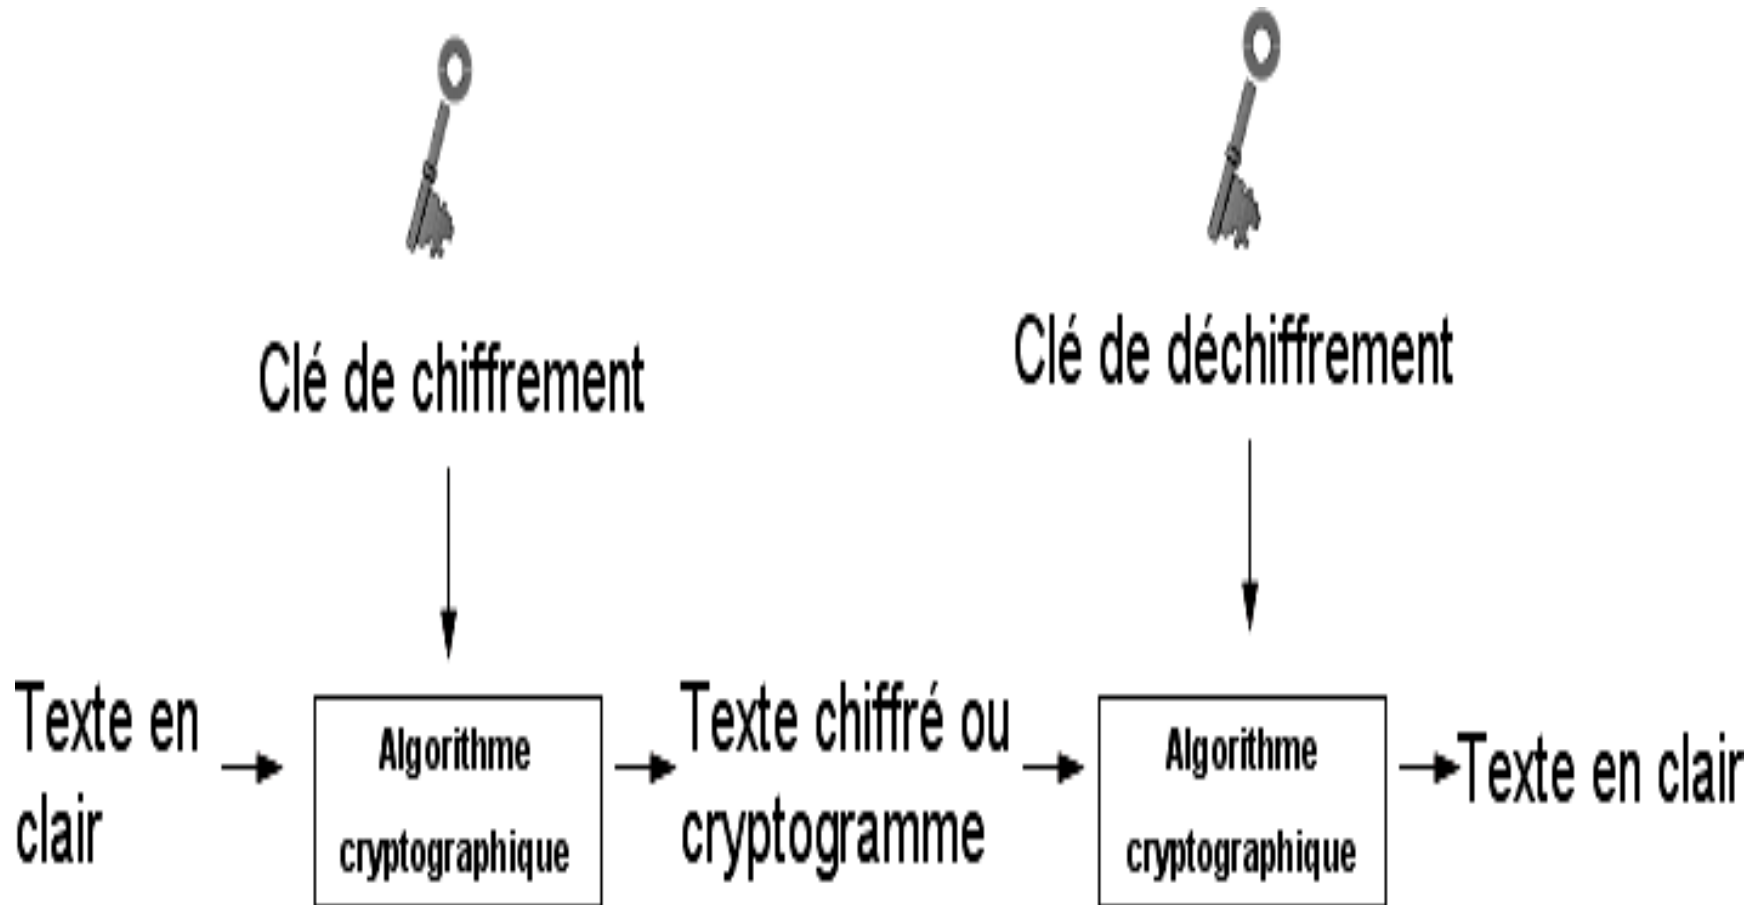 Clé de chiffrement
Clé de déchiffrement
Texte en
clair
Algorithme
cryptographique
Texte chiffré ou
cryptogramme
Algorithme
cryptographique
Texte en clair